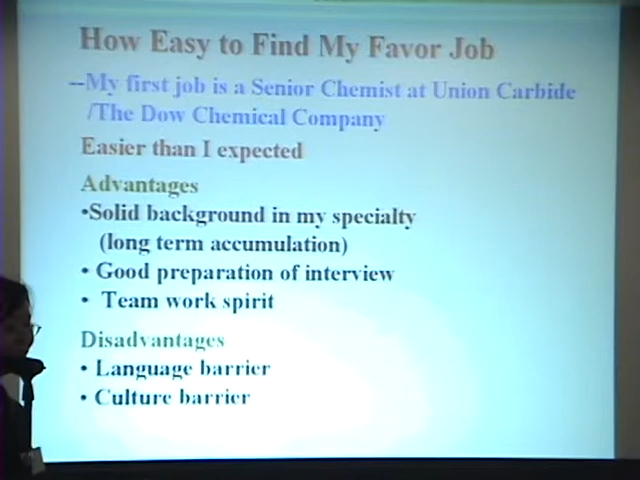 How Easy to Find My Favor Job
--My first job is a Senior Chemist at Union Carbide
/The Dow Chemical Company
Easier than I expected
Advantages
•Solid background in my specialty
(long term accumulation)
• Good preparation of interview
• Team work spirit
Disadvantages
• Language barrier
• Culture barrier